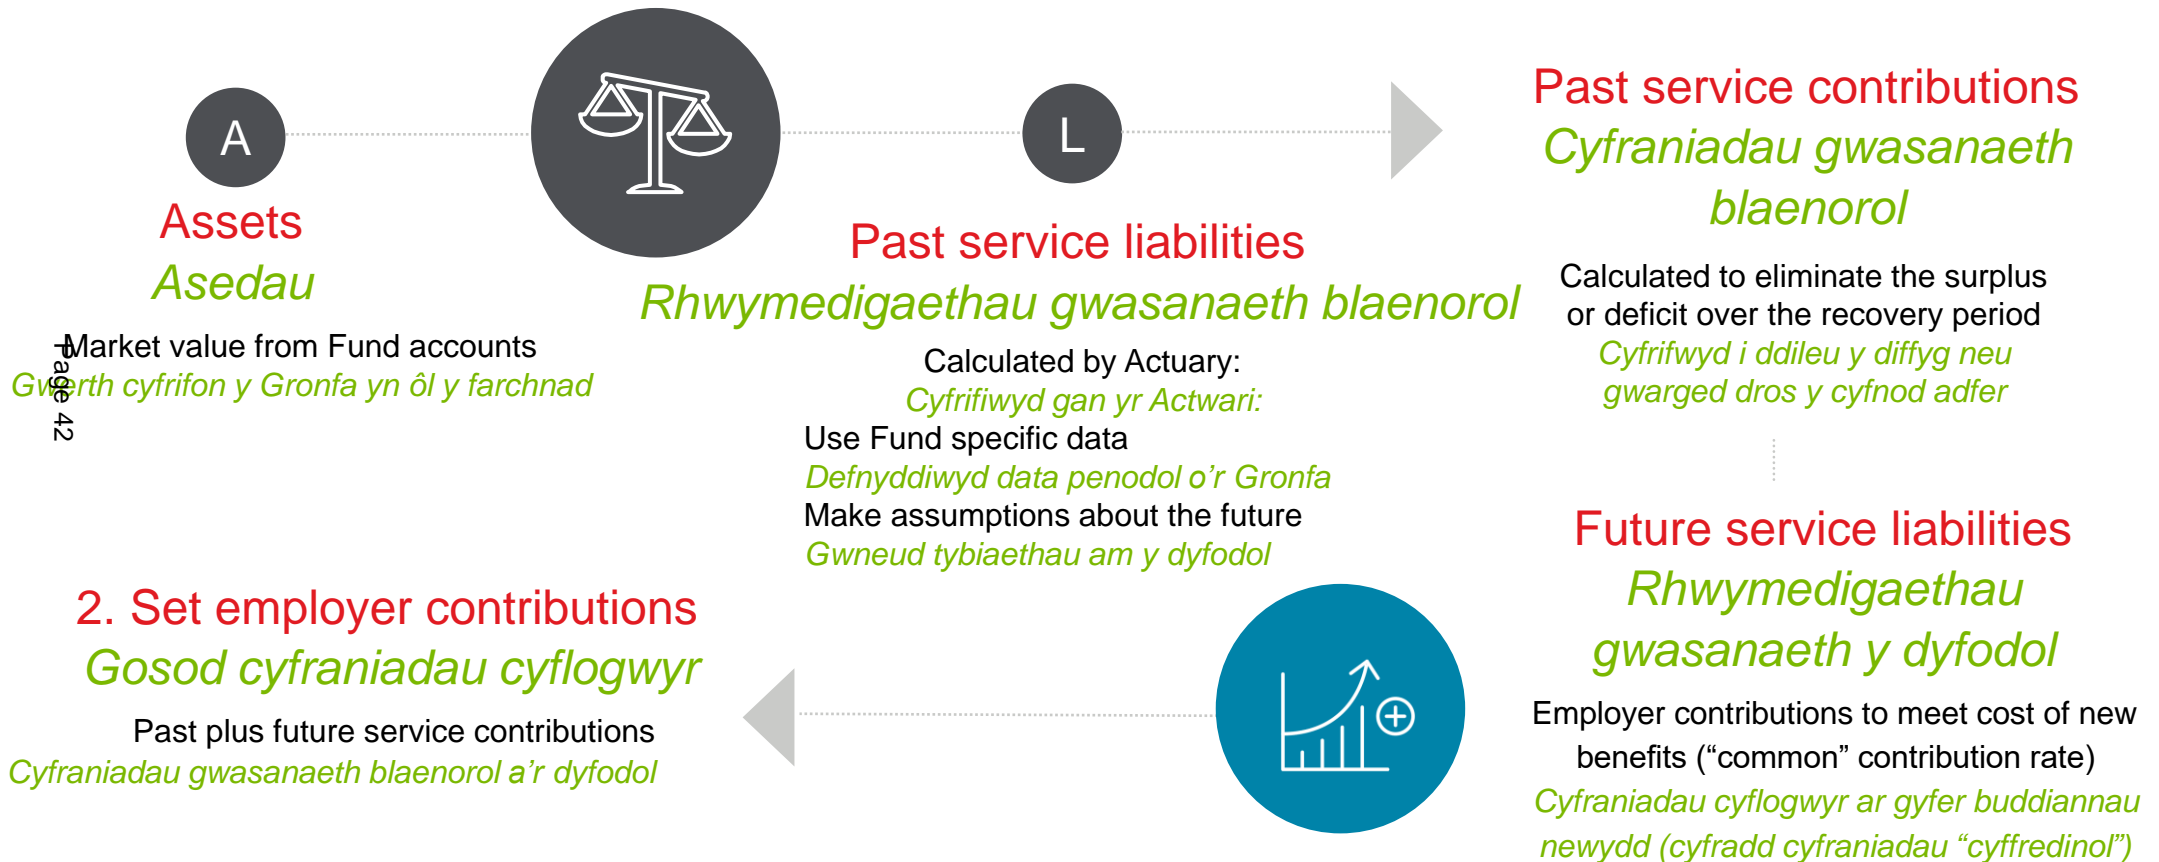 A
Assets
Asedau
Market value from Fund accounts
Gwerth cyfrifon y Gronfa yn ôl y farchnad
Page 42
L
Past service liabilities
Rhwymedigaethau gwasanaeth blaenorol
Calculated by Actuary:
Cyfrifiwyd gan yr Actwari:
Use Fund specific data
Defnyddiwyd data penodol o’r Gronfa
Make assumptions about the future
Gwneud tybiaethau am y dyfodol
Past service contributions
Cyfraniadau gwasanaeth
blaenorol
Calculated to eliminate the surplus
or deficit over the recovery period
Cyfrifwyd i ddileu y diffyg neu
gwarged dros y cyfnod adfer
Future service liabilities
Rhwymedigaethau
gwasanaeth y dyfodol
Employer contributions to meet cost of new
benefits (“common” contribution rate)
Cyfraniadau cyflogwyr ar gyfer buddiannau
newydd (cyfradd cyfraniadau “cyffredinol”)
2. Set employer contributions
Gosod cyfraniadau cyflogwyr
Past plus future service contributions
Cyfraniadau gwasanaeth blaenorol a’r dyfodol